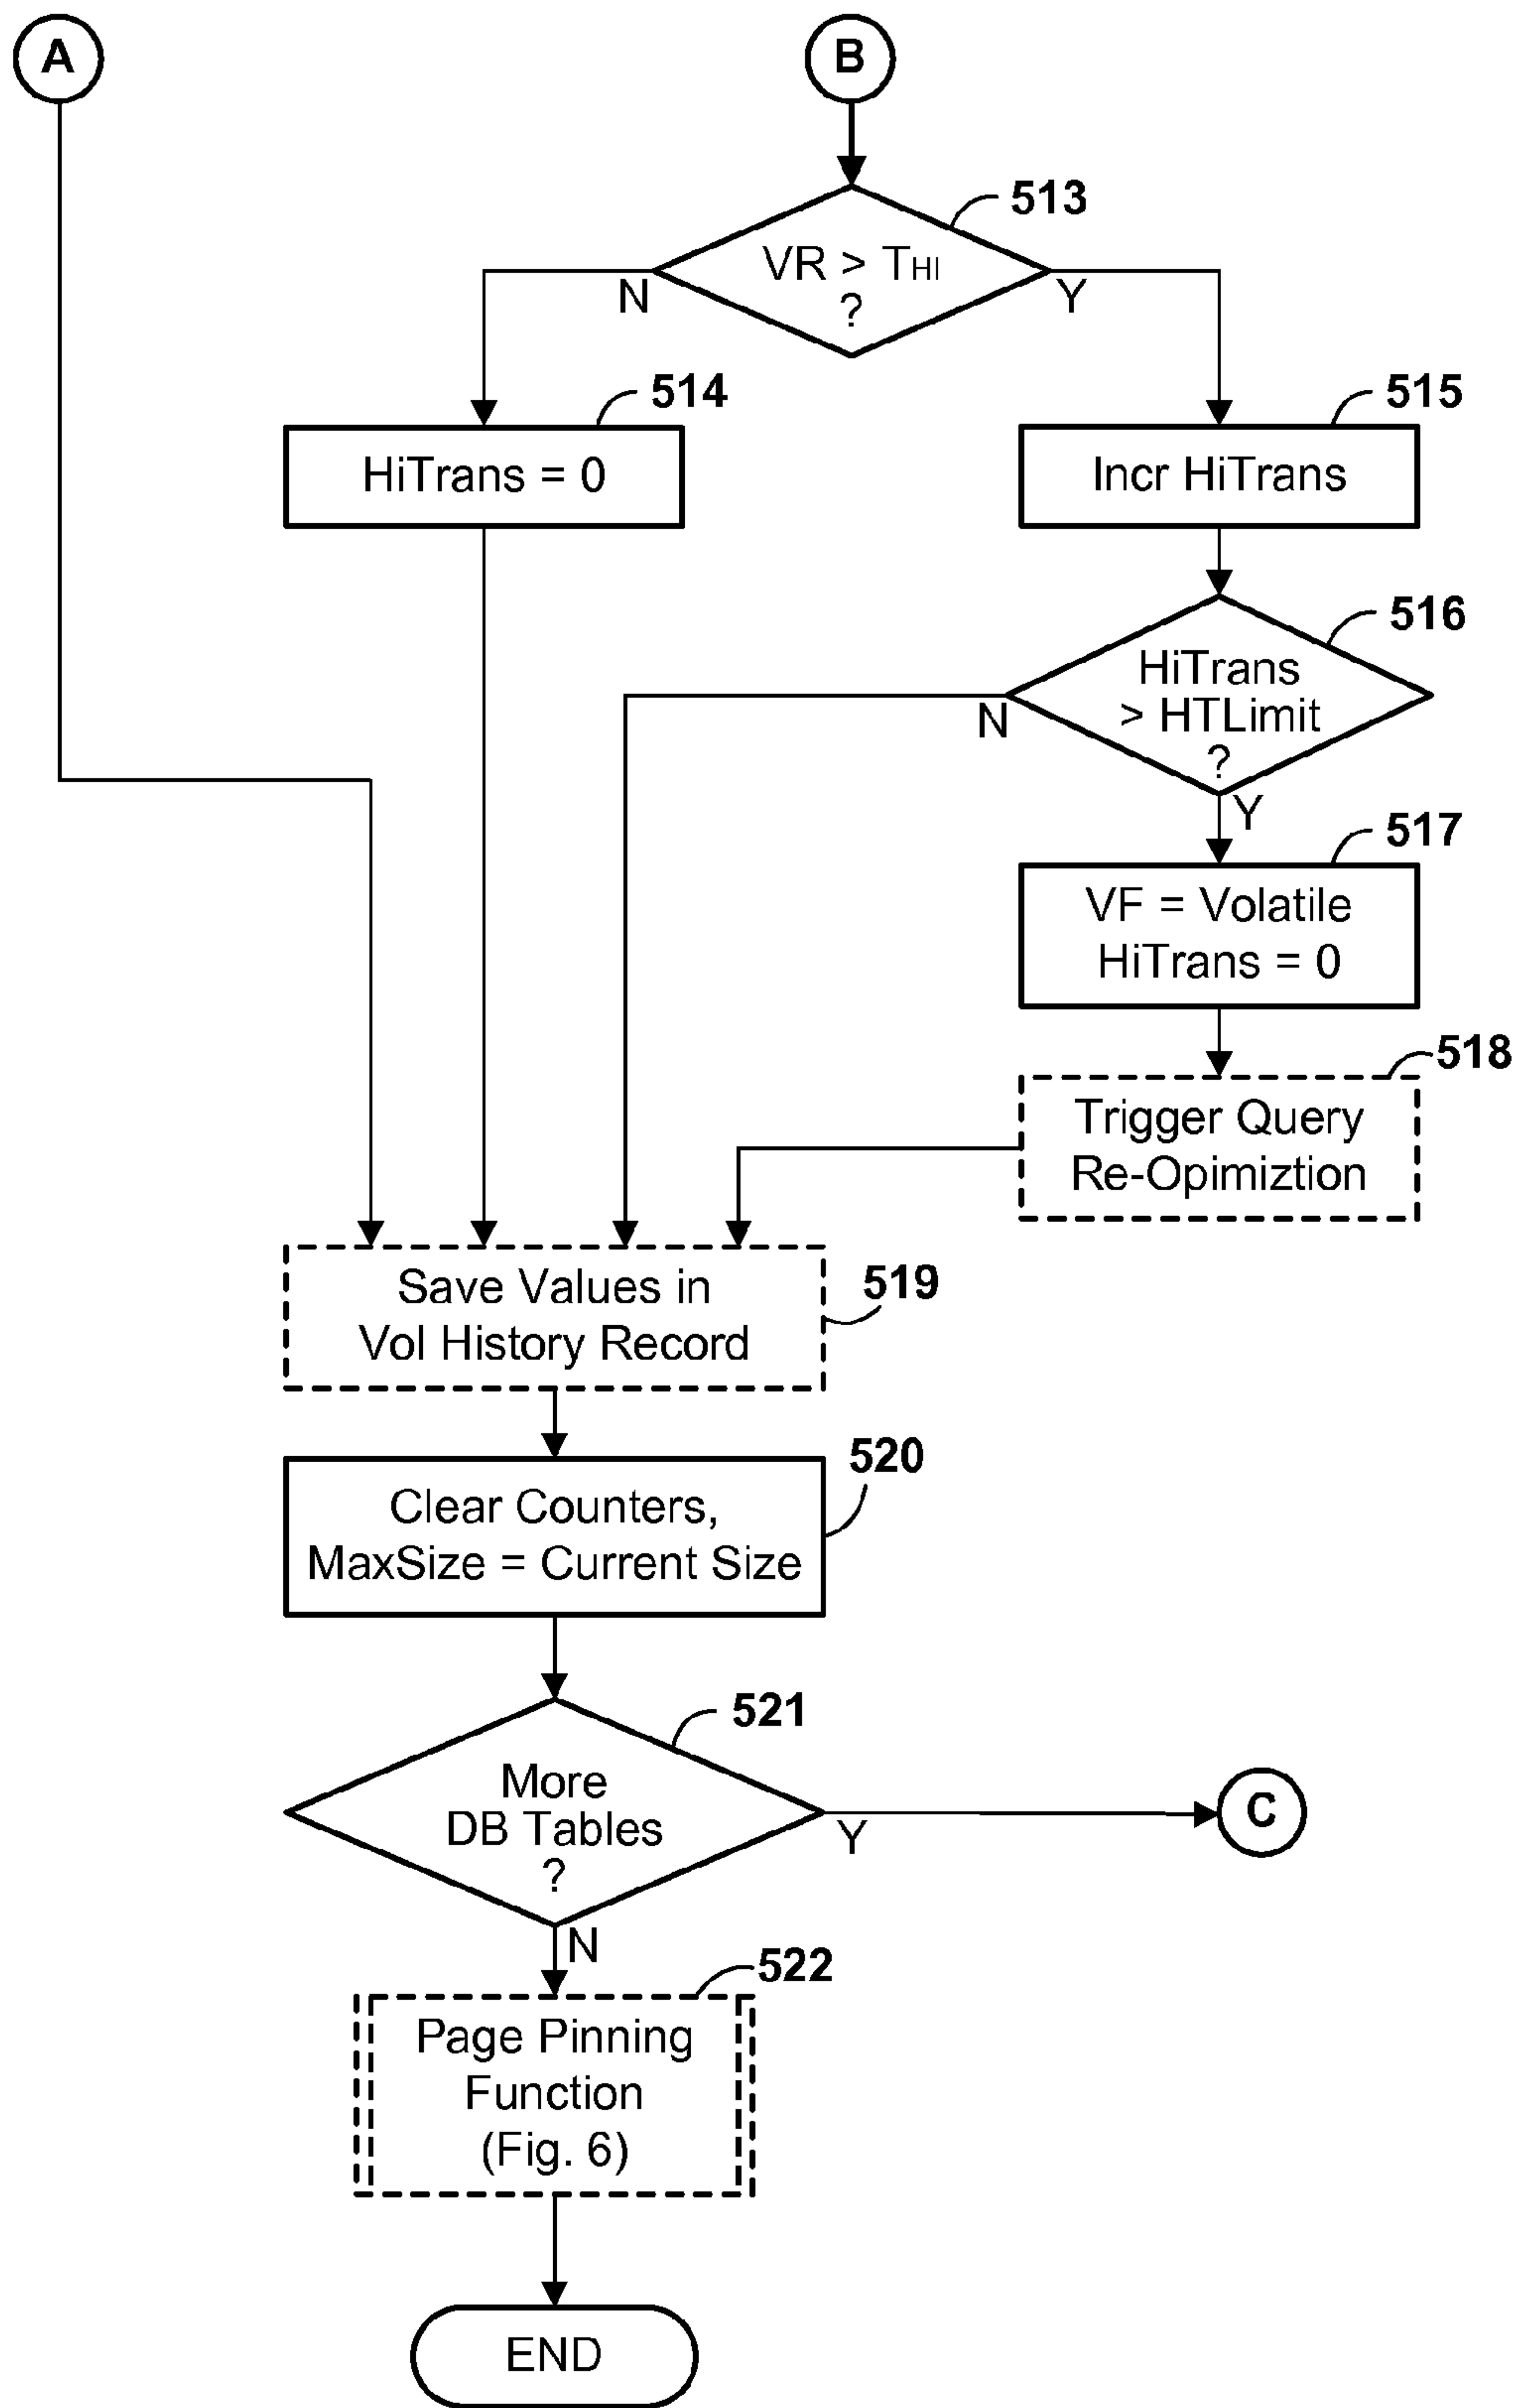 A
B
513
VR > THI
?
N
Y
514
HiTrans = 0
515
Incr HiTrans
516
HiTrans
> HTLimit
?
N
Y
517
VF = Volatile
HiTrans = 0
518
Trigger Query
Re-Opimiztion
519
Save Values in
Vol History Record
520
Clear Counters,
MaxSize = Current Size
521
More
DB Tables
?
Y
C
N
522
Page Pinning
Function
(Fig. 6)
END